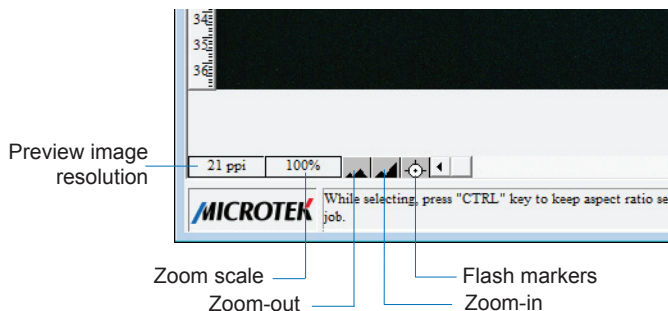 34
35
36
Preview image
resolution
21 ppi
100%
MICROTEK
While selecting, press "CTRL" key to keep aspect ratio se
job.
Zoom scale
Flash markers
Zoom-out
Zoom-in